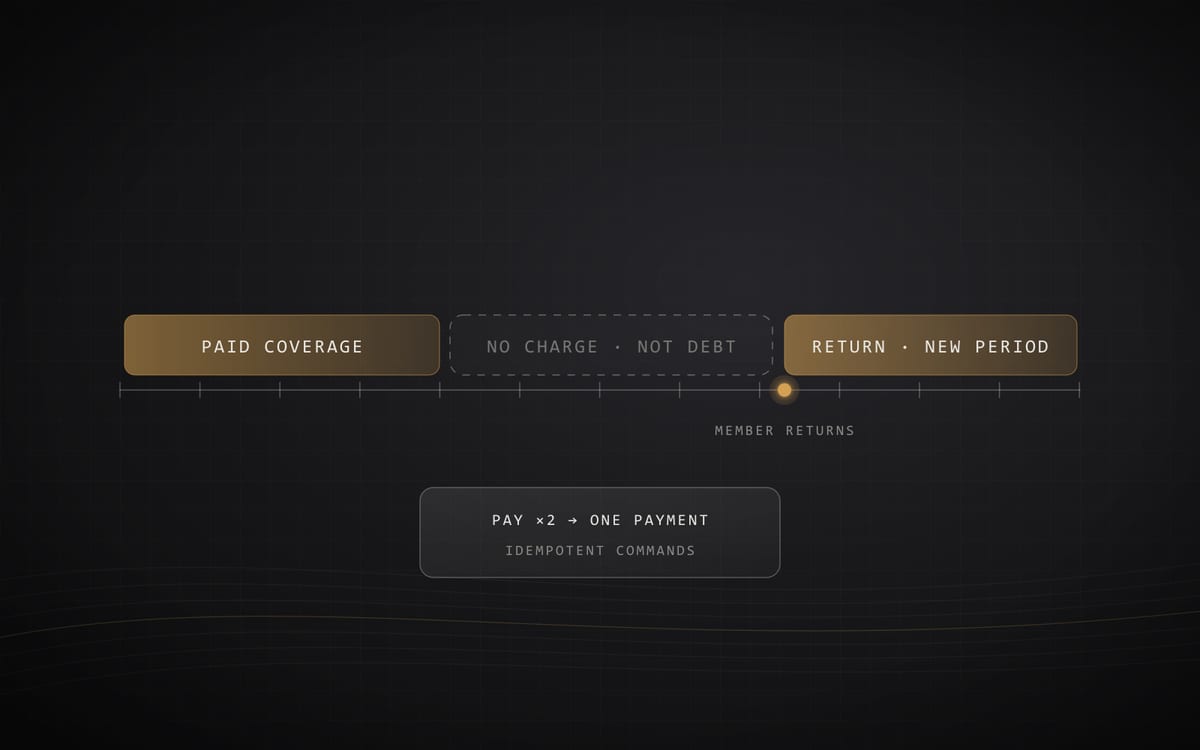 PAID COVERAGE
NO CHARGE · NOT DEBT
RETURN · NEW PERIOD
MEMBER RETURNS
PAY ×2 → ONE PAYMENT
IDEMPOTENT COMMANDS